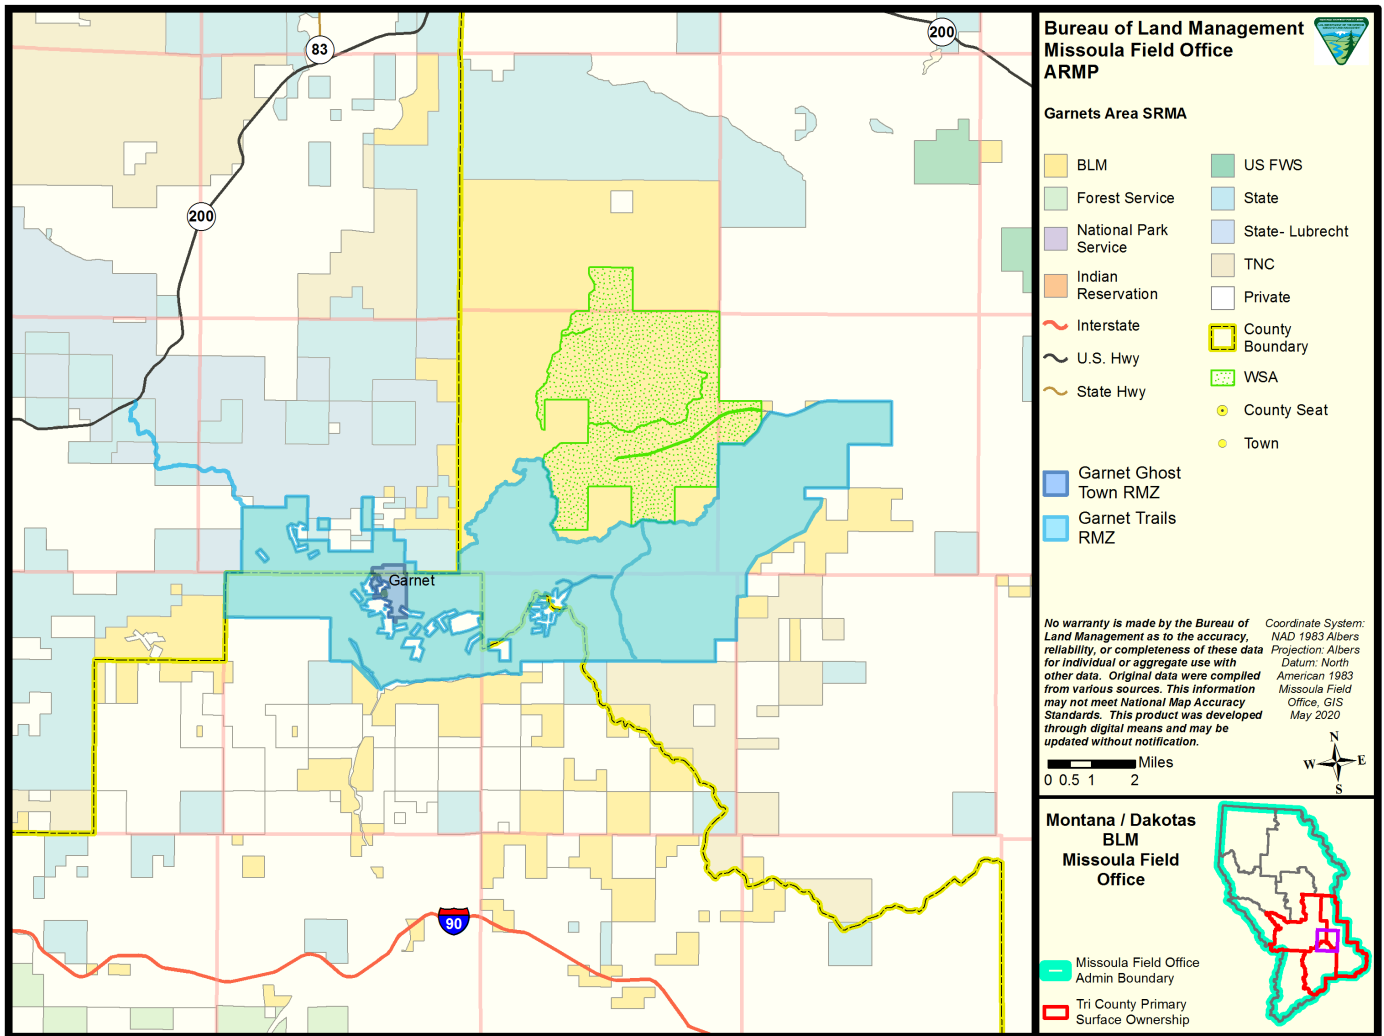 83
200
200
Garnet
90
Bureau of Land Management
Missoula Field Office
ARMP
Garnets Area SRMA
BLM
Forest Service
National Park
Service
Indian
Reservation
Interstate
U.S. Hwy
State Hwy
US FWS
State
State- Lubrecht
TNC
Private
County
Boundary
WSA
County Seat
Town
Garnet Ghost
Town RMZ
Garnet Trails
RMZ
No warranty is made by the Bureau of
Land Management as to the accuracy,
reliability, or completeness of these data
for individual or aggregate use with
other data. Original data were compiled
from various sources. This information
may not meet National Map Accuracy
Standards. This product was developed
through digital means and may be
updated without notification.
Coordinate System:
NAD 1983 Albers
Projection: Albers
Datum: North
American 1983
Missoula Field
Office, GIS
May 2020
N
W E
S
Miles
0 0.5 1 2
Montana / Dakotas
BLM
Missoula Field
Office
Missoula Field Office
Admin Boundary
Tri County Primary
Surface Ownership